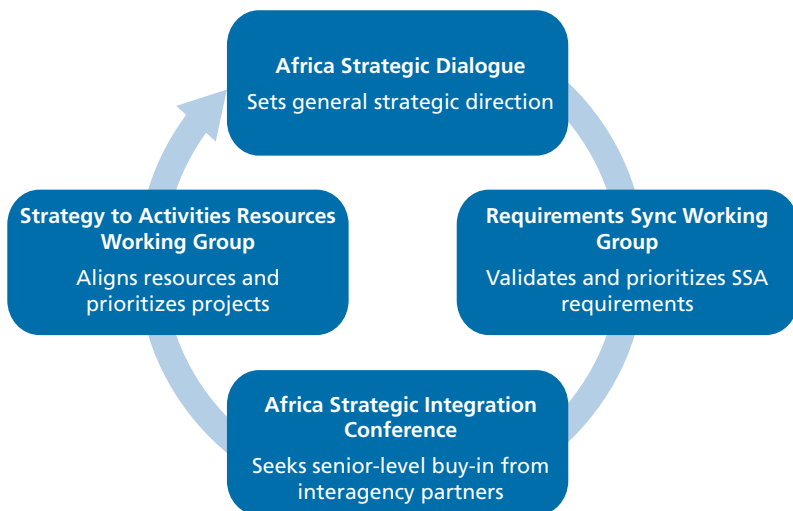 Africa Strategic Dialogue
Sets general strategic direction
Strategy to Activities Resources
Working Group
Aligns resources and
prioritizes projects
Requirements Sync Working
Group
Validates and prioritizes SSA
requirements
Africa Strategic Integration
Conference
Seeks senior-level buy-in from
interagency partners